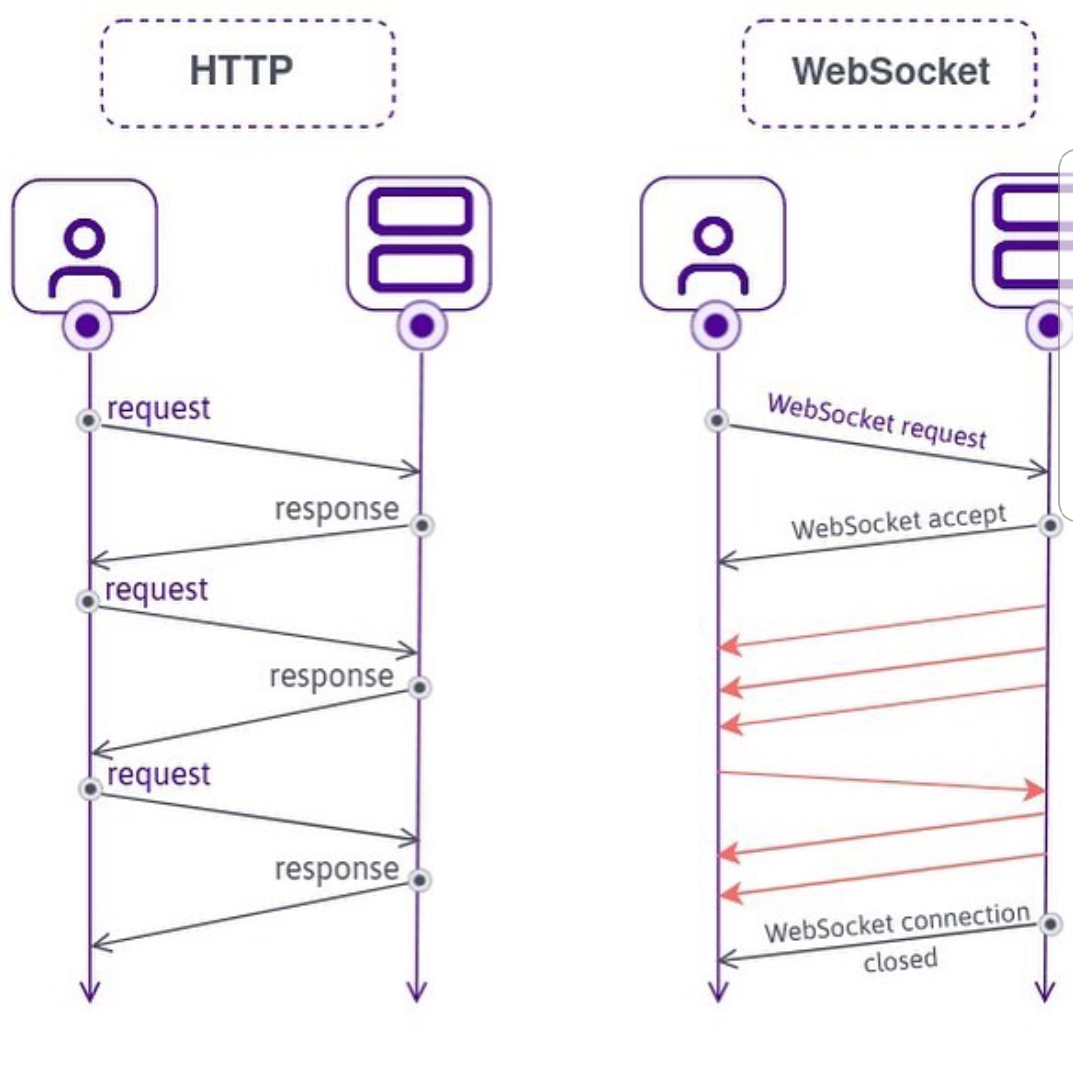 HTTP
WebSocket
request
response
request
response
request
response
WebSocket request
WebSocket accept
WebSocket connection
closed